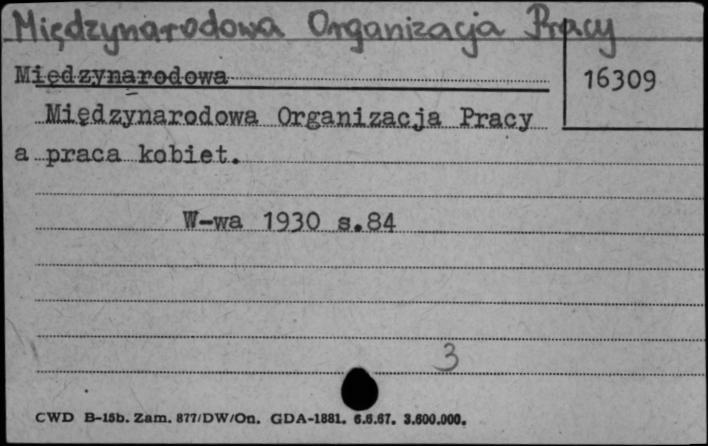 Międzynarodowa Organizacja Pracy
Międzynarodowa
16309
Międzynarodowa Organizacja Pracy
a praca kobiet.
W-wa 1930 s.84
3
CWD B-15b. Zam. 877/DW/On. GDA-1881. 6.6.67. 3.600.000.